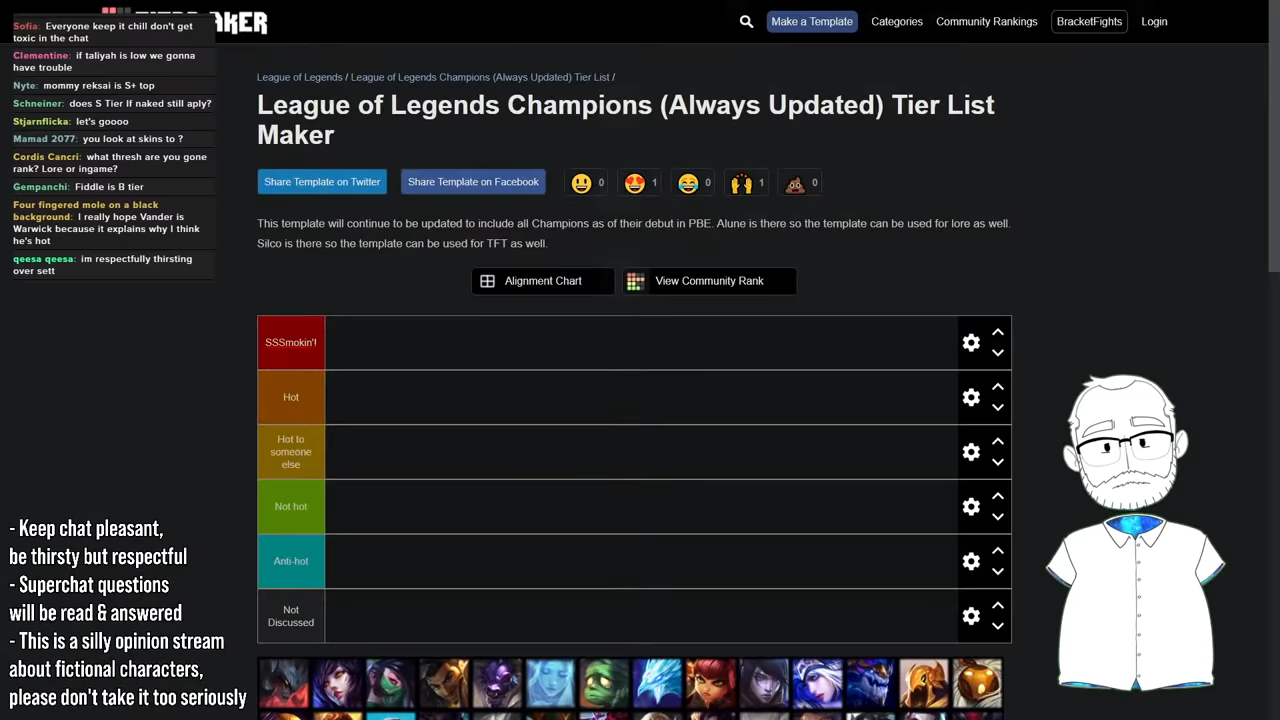 Sofia: Everyone keep it chill don't get
toxic in the chat
Clementine: if taliyah is low we gonna
have trouble
Nyte: mommy reksai is S+ top
Schneiner: does S Tier If naked still aply?
Stjarnflicka: let's goooo
Mamad 2077: you look at skins to ?
Cordis Cancri: what thresh are you gone
rank? Lore or ingame?
Gempanchi: Fiddle is B tier
Four fingered mole on a black
background: I really hope Vander is
Warwick because it explains why I think
he's hot
qeesa qeesa: im respectfully thirsting
over sett
Make a Template
Categories
Community Rankings
BracketFights
Login
League of Legends / League of Legends Champions (Always Updated) Tier List /
League of Legends Champions (Always Updated) Tier List
Maker
Share Template on Twitter
Share Template on Facebook
0
1
0
1
0
This template will continue to be updated to include all Champions as of their debut in PBE. Alune is there so the template can be used for lore as well.
Silco is there so the template can be used for TFT as well.
Alignment Chart
View Community Rank
SSSmokin'!
Hot
Hot to
someone
else
Not hot
Anti-hot
Not
Discussed
- Keep chat pleasant,
be thirsty but respectful
- Superchat questions
will be read & answered
- This is a silly opinion stream
about fictional characters,
please don't take it too seriously